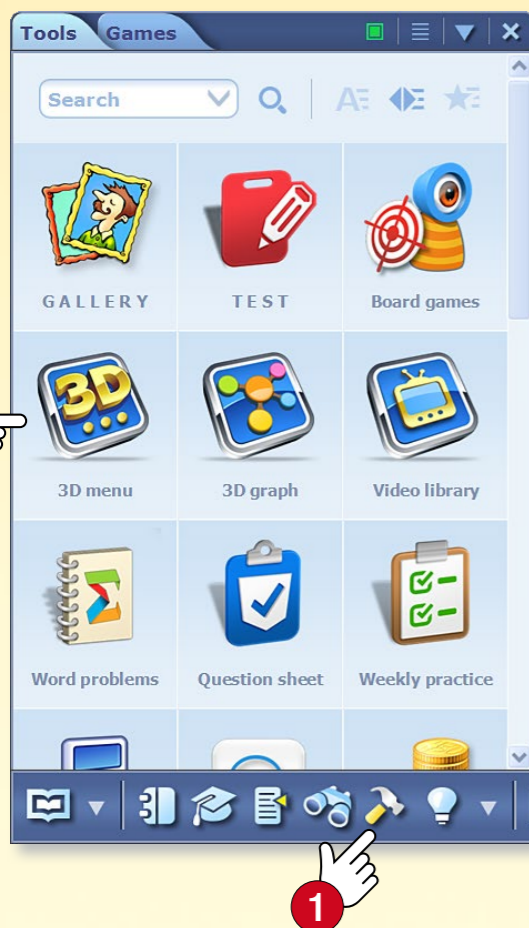 Tools Games
Search
GALLERY TEST Board games
3D
3D menu 3D graph Video library
Word problems Question sheet Weekly practice
1